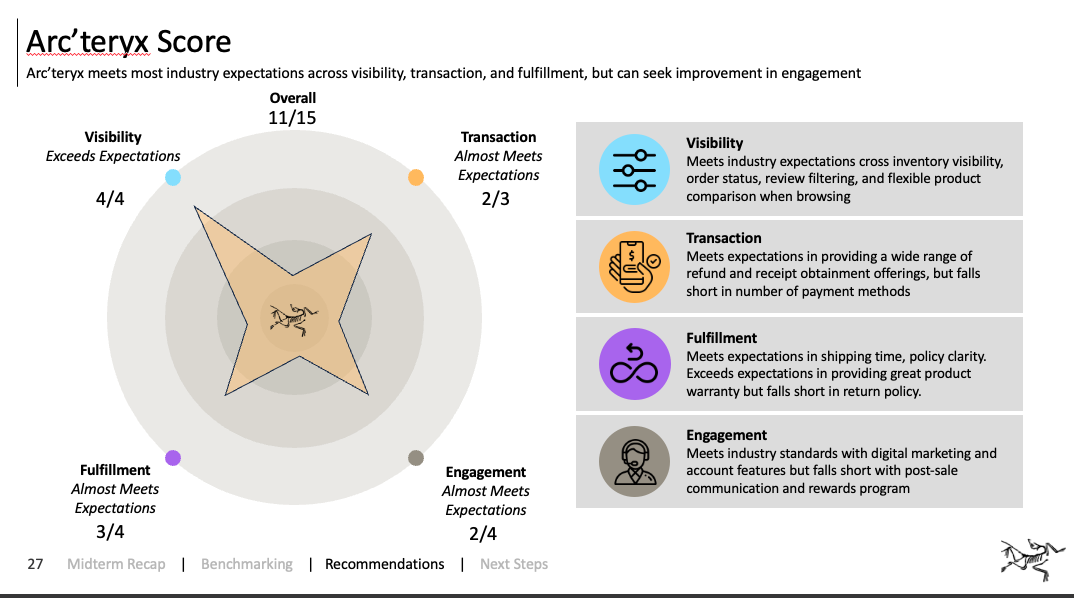 Arc’teryx Score
Arc’teryx meets most industry expectations across visibility, transaction, and fulfillment, but can seek improvement in engagement
Overall
11/15
Visibility
Exceeds Expectations
4/4
Transaction
Almost Meets
Expectations
2/3
Fulfillment
Almost Meets
Expectations
3/4
Engagement
Almost Meets
Expectations
2/4
Visibility
Meets industry expectations cross inventory visibility,
order status, review filtering, and flexible product
comparison when browsing
Transaction
Meets expectations in providing a wide range of
refund and receipt obtainment offerings, but falls
short in number of payment methods
Fulfillment
Meets expectations in shipping time, policy clarity.
Exceeds expectations in providing great product
warranty but falls short in return policy.
Engagement
Meets industry standards with digital marketing and
account features but falls short with post-sale
communication and rewards program
27 Midterm Recap | Benchmarking | Recommendations | Next Steps